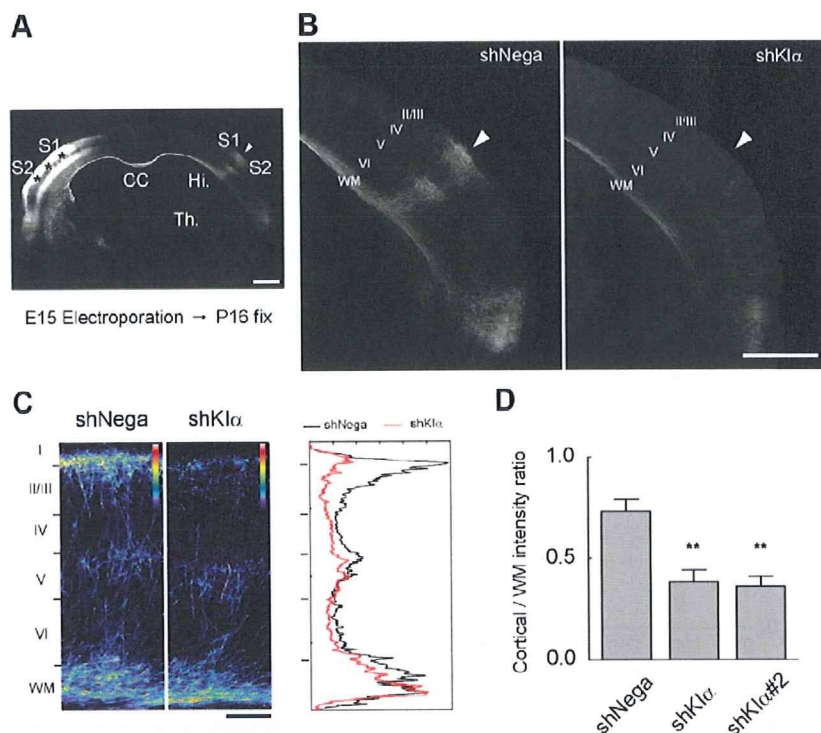 A
S1
S2
S1
S2
CC
Hi.
Th.
E15 Electroporation → P16 fix
B
shNega
II/III
IV
V
VI
WM
shKlα
II/III
IV
V
VI
WM
C
shNega
shKlα
I
II/III
IV
V
VI
WM
shNega
shKlα
D
Cortical / WM intensity ratio
1.0
0.5
0.0
**
**
shNega
shKlα
shKlα#2